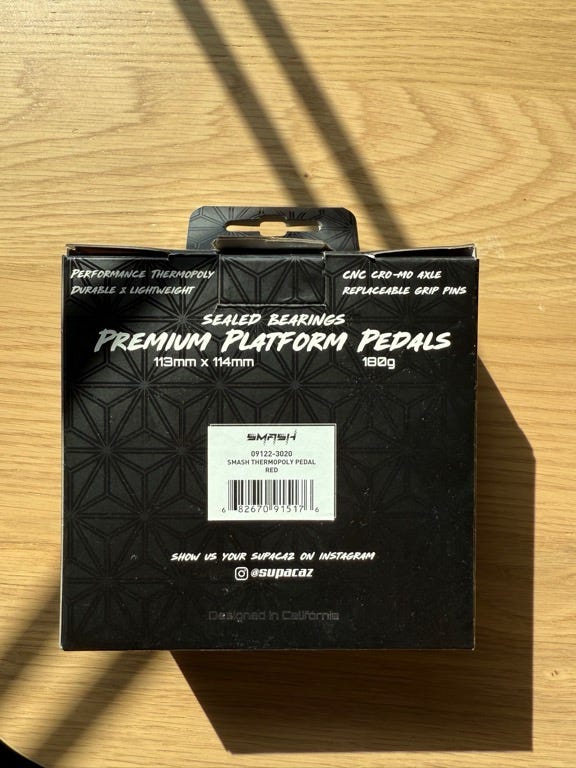 PERFORMANCE THERMOPOLY
DURABLE & LIGHTWEIGHT
CNC CRO-MO AXLE
REPLACEABLE GRIP PINS
SEALED BEARINGS
PREMIUM PLATFORM PEDALS
113mm x 114mm 180g
SMASH
09122-3020
SMASH THERMOPOLY PEDAL
RED
6 82670 91517 6
SHOW US YOUR SUPACAZ ON INSTAGRAM
@SUPACAZ
Designed in California